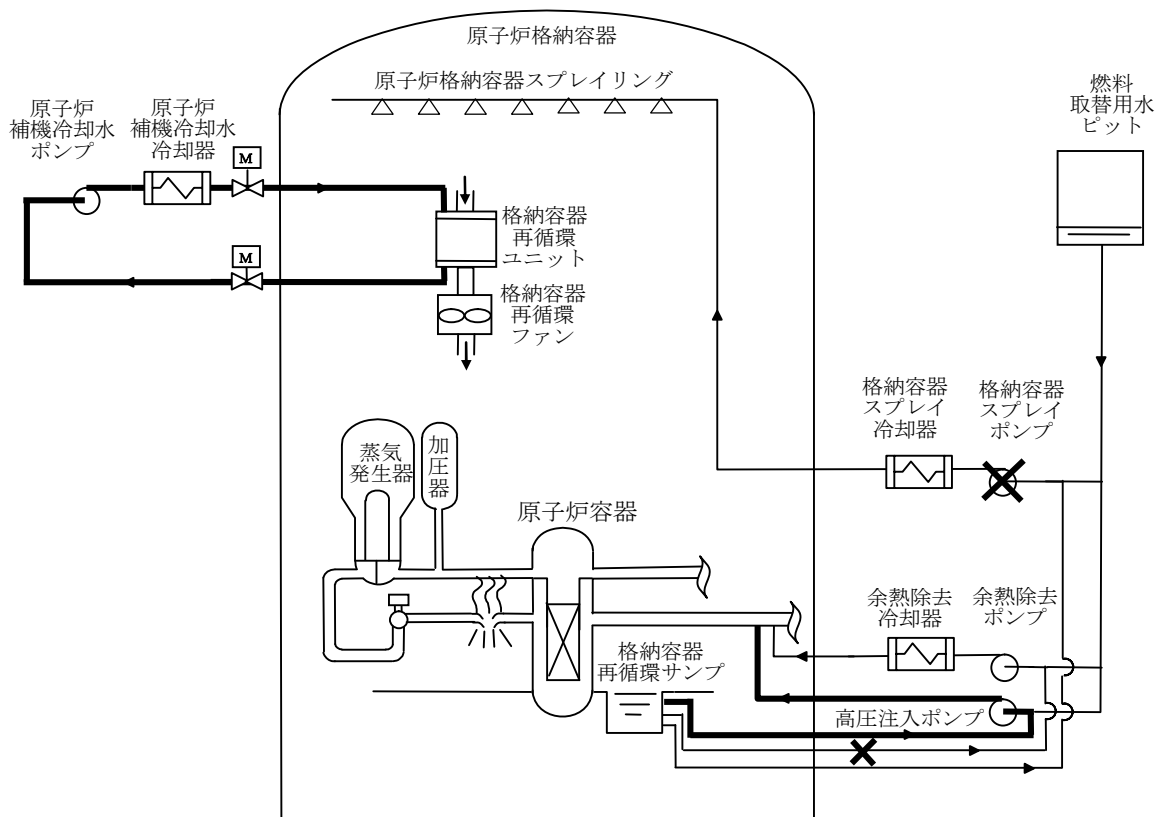 原子炉格納容器
原子炉格納容器スプレイリング
燃料
取替用水
ピット
原子炉
補機冷却水
ポンプ
原子炉
補機冷却水
冷却器
M
M
格納容器
再循環
ユニット
格納容器
再循環
ファン
格納容器
スプレイ
冷却器
格納容器
スプレイ
ポンプ
蒸気
発生器
加
圧
器
原子炉容器
余熱除去
冷却器
余熱除去
ポンプ
格納容器
再循環サンプ
高圧注入ポンプ